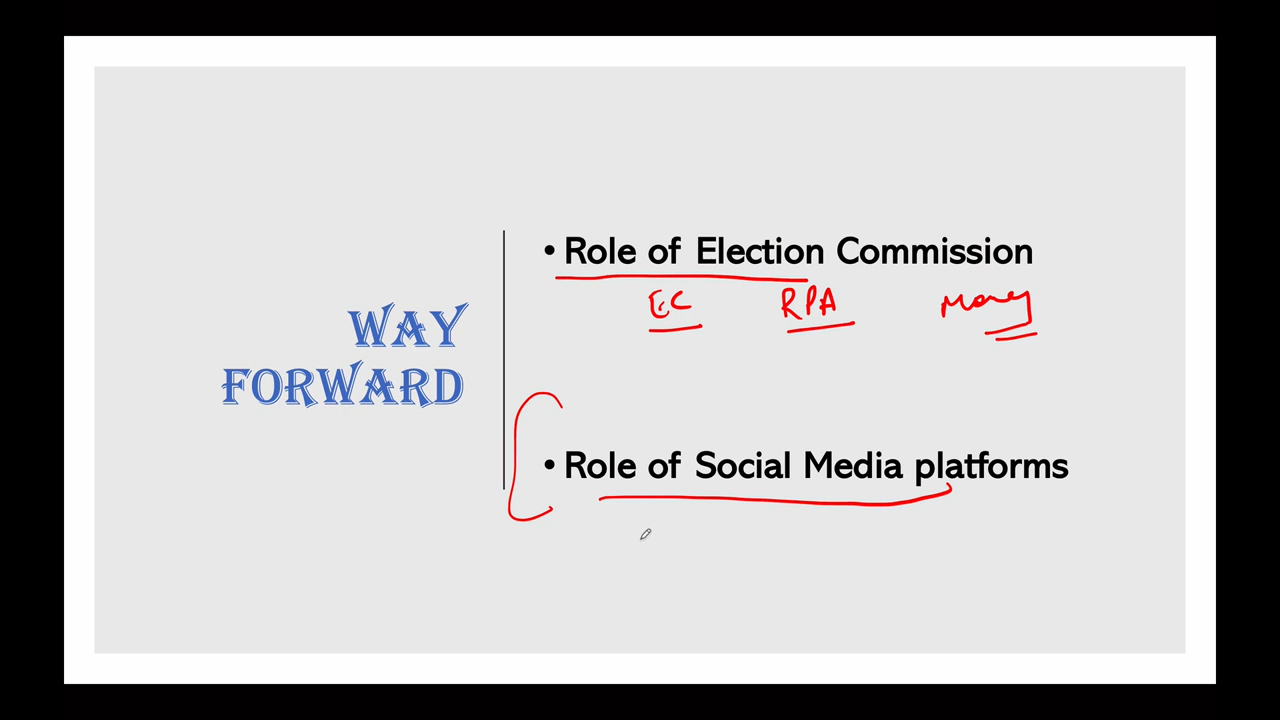 WAY
FORWARD
• Role of Election Commission
EC RPA Money
• Role of Social Media platforms